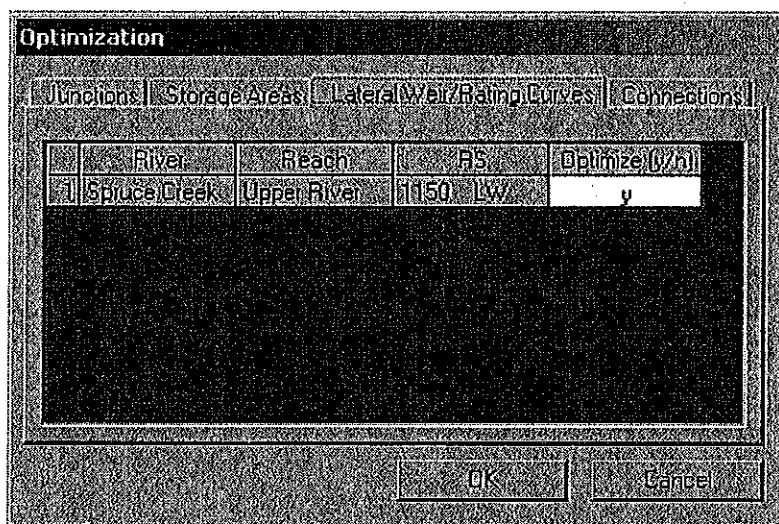 Optimization
Junctions Storage Areas Lateral Weir/Rating Curves Connections
River Reach RS Optimize (y/n)
1 Spruce Creek Upper River 1150 LW y
OK Cancel